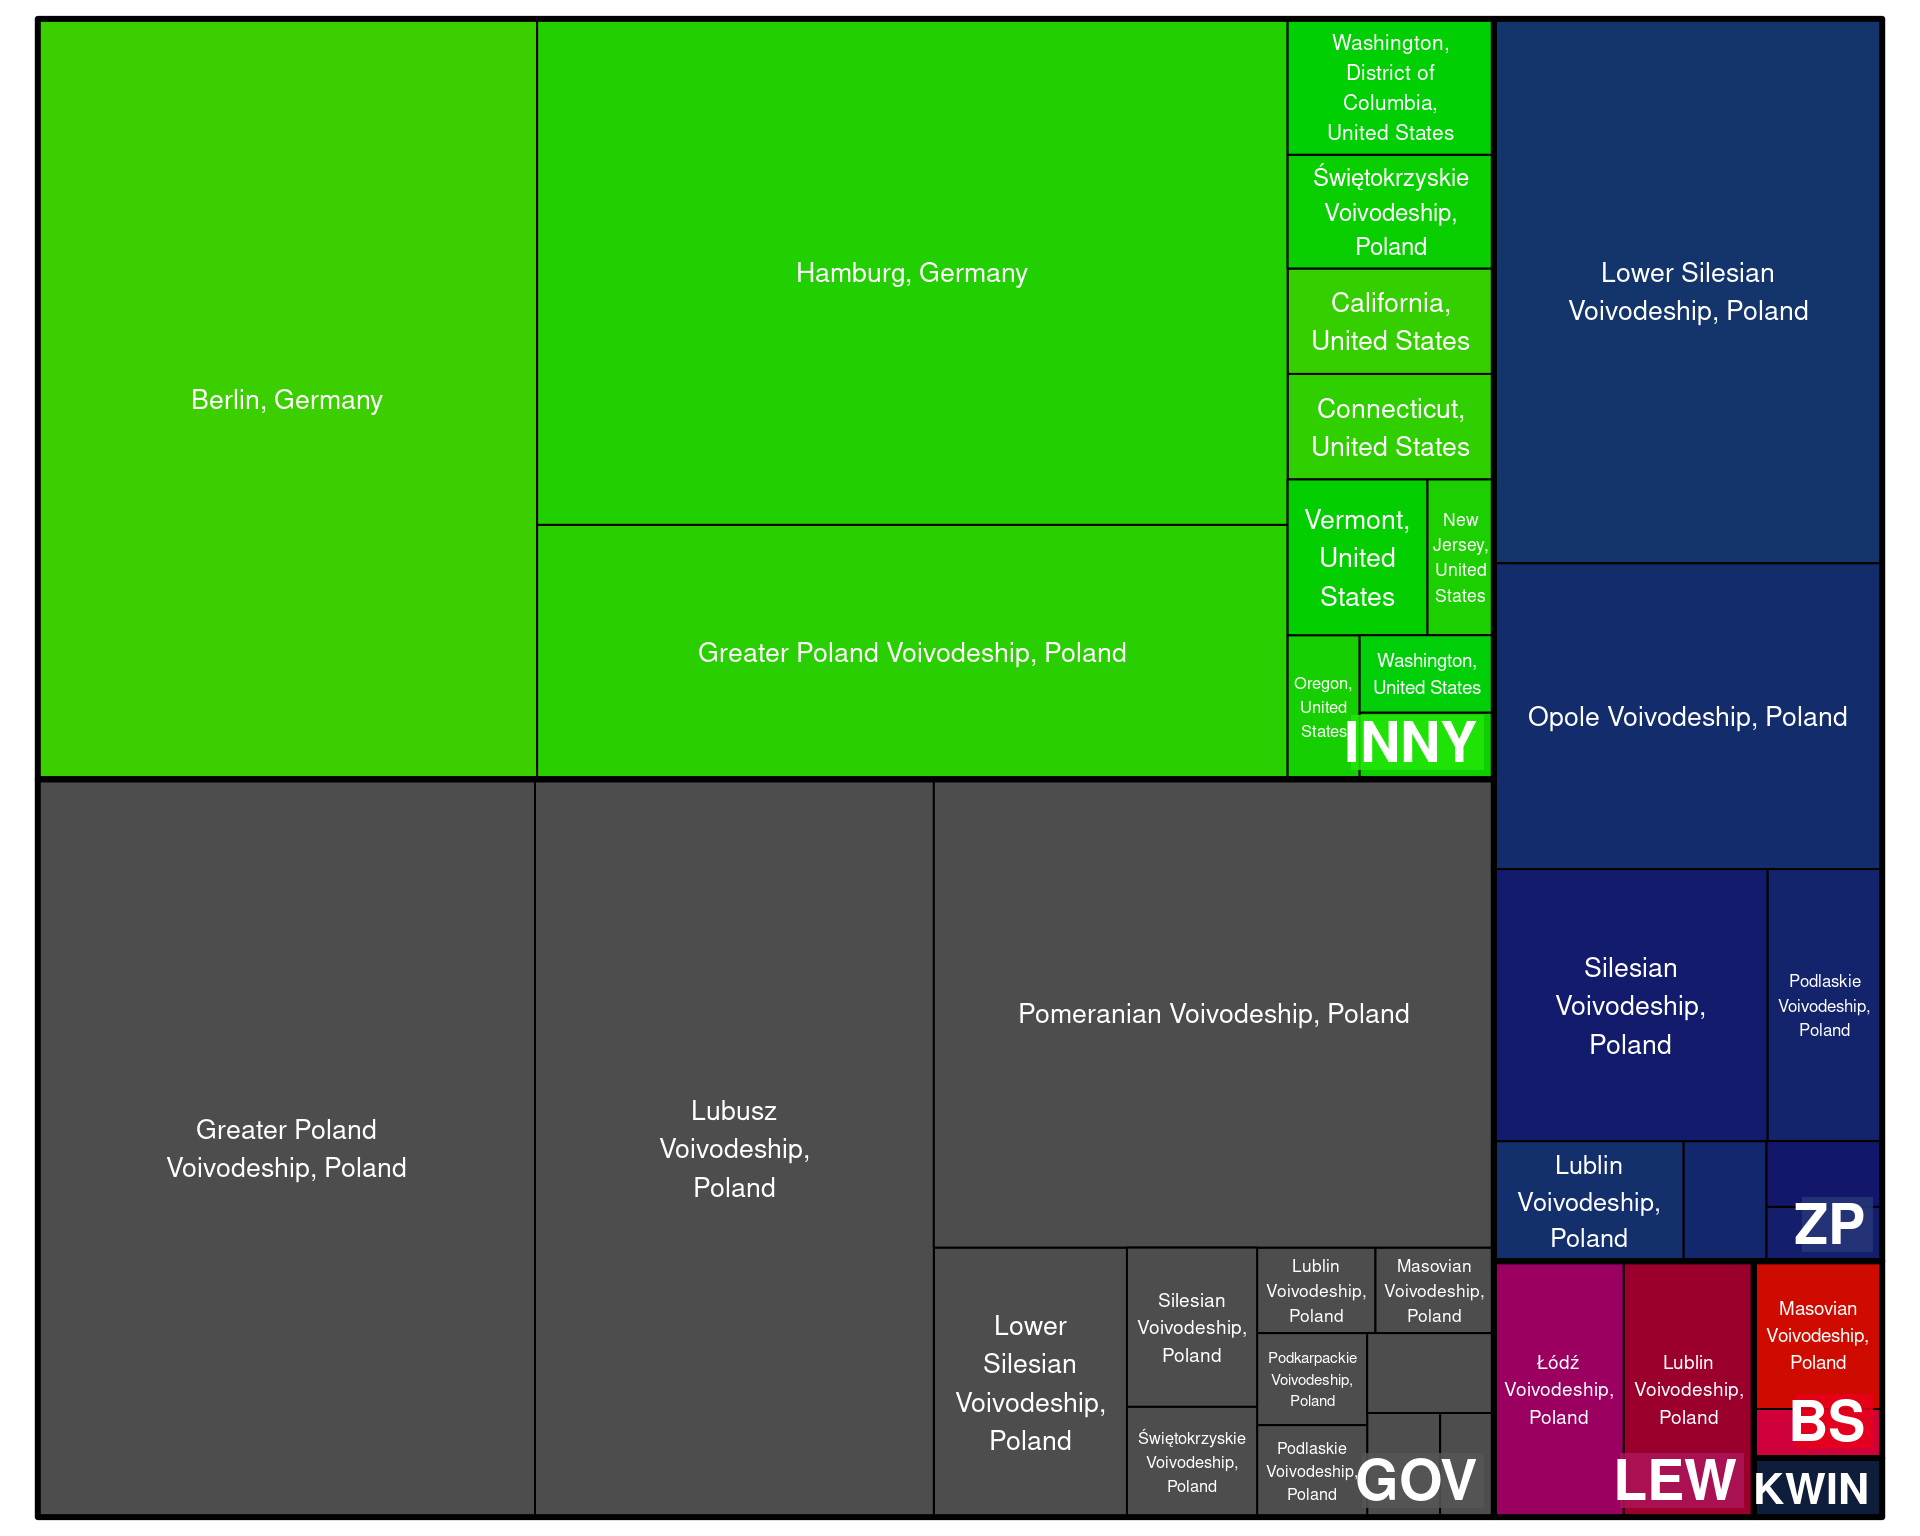 Berlin, Germany
Hamburg, Germany
Greater Poland Voivodeship, Poland
Washington,
District of
Columbia,
United States
Świętokrzyskie
Voivodeship,
Poland
California,
United States
Connecticut,
United States
Vermont,
United
States
New
Jersey,
United
States
Oregon,
United
States
Washington,
United States
INNY
Lower Silesian
Voivodeship, Poland
Opole Voivodeship, Poland
Silesian
Voivodeship,
Poland
Podlaskie
Voivodeship,
Poland
Lublin
Voivodeship,
Poland
ZP
Greater Poland
Voivodeship, Poland
Lubusz
Voivodeship,
Poland
Pomeranian Voivodeship, Poland
Lower
Silesian
Voivodeship,
Poland
Silesian
Voivodeship,
Poland
Świętokrzyskie
Voivodeship,
Poland
Lublin
Voivodeship,
Poland
Masovian
Voivodeship,
Poland
Podkarpackie
Voivodeship,
Poland
Podlaskie
Voivodeship,
Poland
GOV
Łódź
Voivodeship,
Poland
Lublin
Voivodeship,
Poland
LEW
Masovian
Voivodeship,
Poland
BS
KWIN